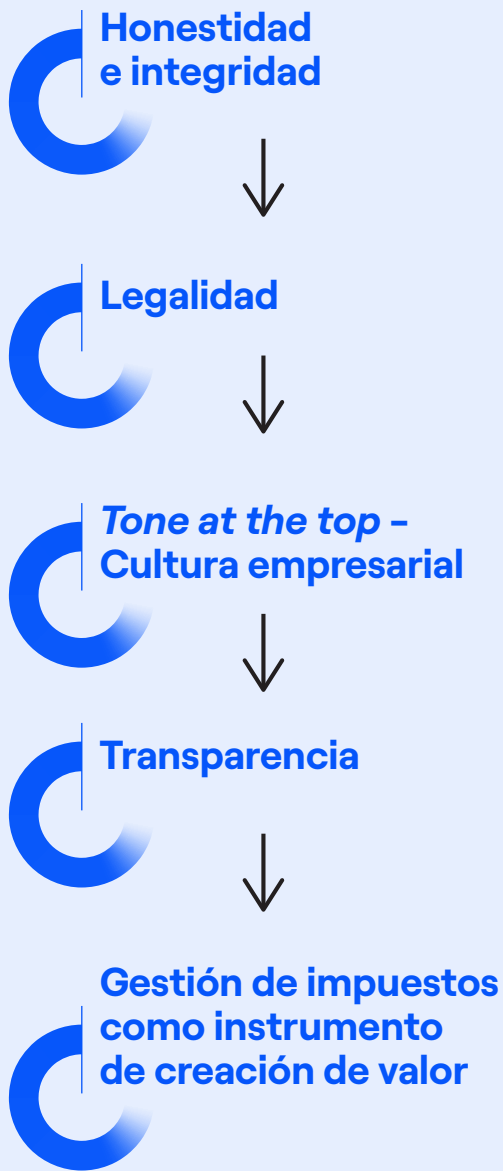 Honestidad
e integridad
Legalidad
Tone at the top -
Cultura empresarial
Transparencia
Gestión de impuestos
como instrumento
de creación de valor